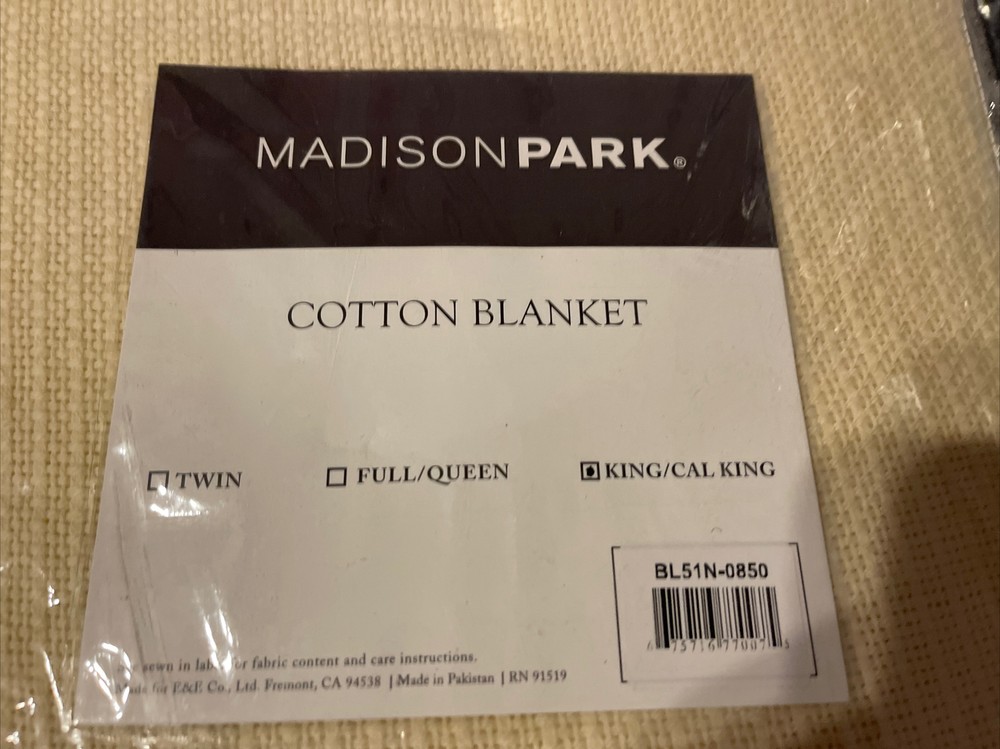 MADISONPARK®
COTTON BLANKET
TWIN
FULL/QUEEN
KING/CAL KING
BL51N-0850
sewn in label for fabric content and care instructions.
Made for E&E Co., Ltd. Fremont, CA 94538 | Made in Pakistan | RN 91519